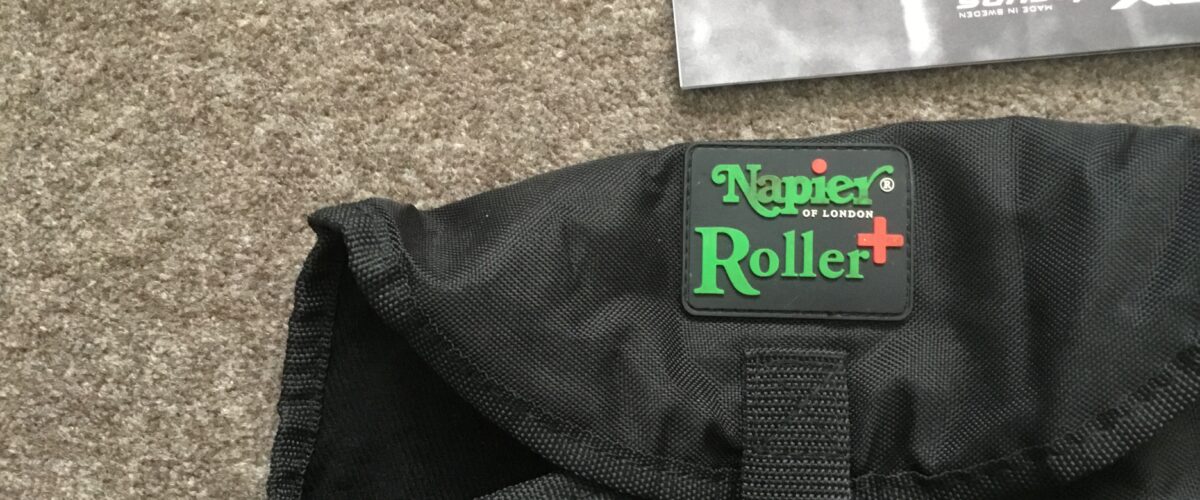 MADE IN SWEDEN
Napier®
OF LONDON
Roller+